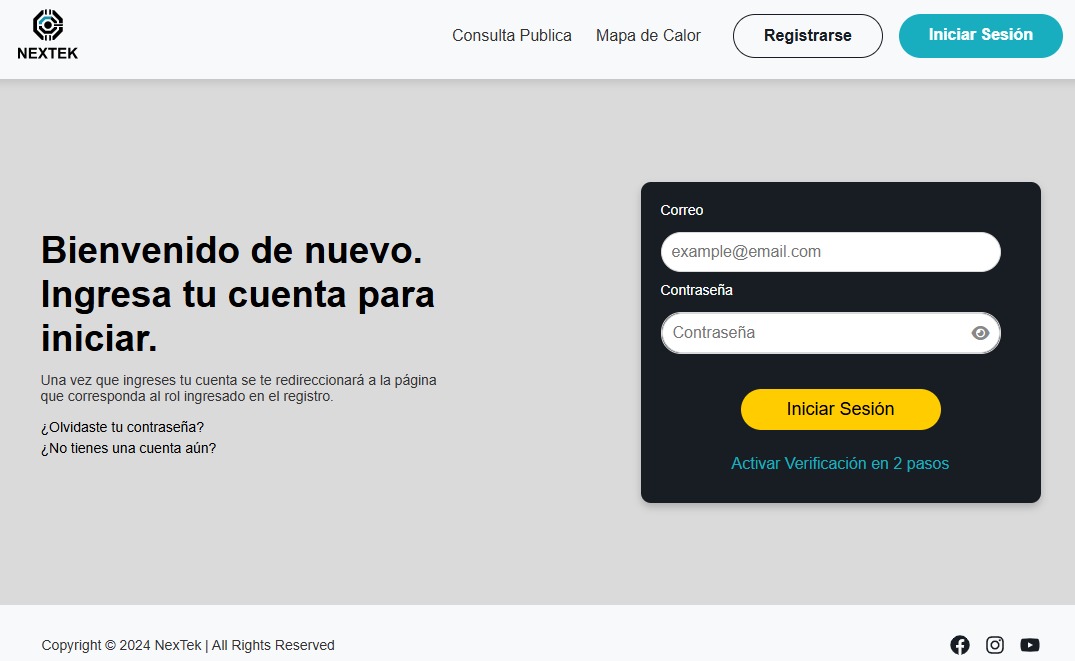 NEXTEK
Consulta Publica
Mapa de Calor
Registrarse
Iniciar Sesión
Bienvenido de nuevo.
Ingresa tu cuenta para
iniciar.
Una vez que ingreses tu cuenta se te redireccionará a la página
que corresponda al rol ingresado en el registro.
¿Olvidaste tu contraseña?
¿No tienes una cuenta aún?
Correo
example@email.com
Contraseña
Contraseña
Iniciar Sesión
Activar Verificación en 2 pasos
Copyright © 2024 NexTek | All Rights Reserved